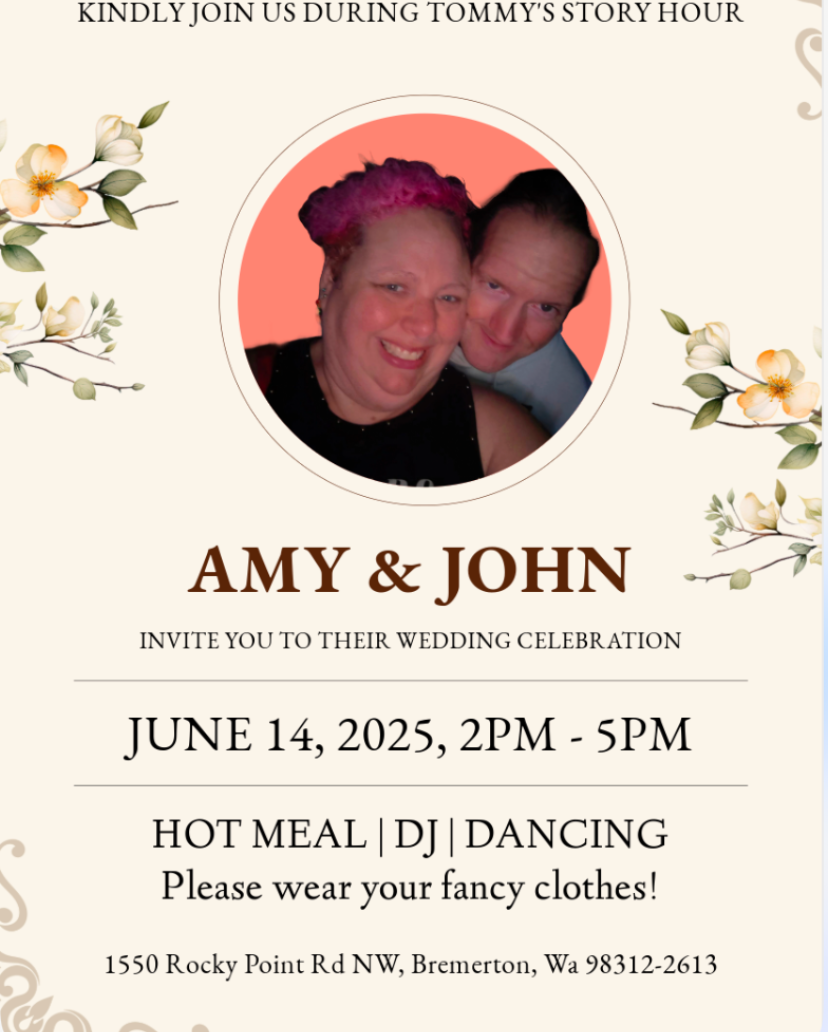 KINDLY JOIN US DURING TOMMY'S STORY HOUR
AMY & JOHN
INVITE YOU TO THEIR WEDDING CELEBRATION
JUNE 14, 2025, 2PM - 5PM
HOT MEAL | DJ | DANCING
Please wear your fancy clothes!
1550 Rocky Point Rd NW, Bremerton, Wa 98312-2613